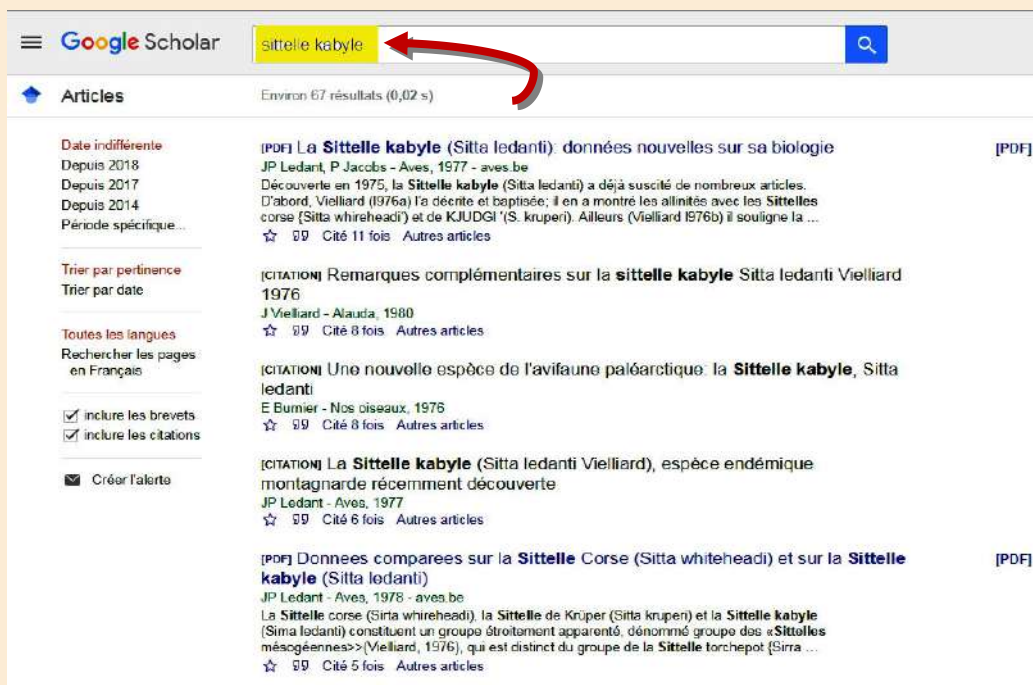 Google Scholar
sittelle kabyle
Articles
Environ 67 résultats (0,02 s)
Date indifférente
Depuis 2018
Depuis 2017
Depuis 2014
Période spécifique...
Trier par pertinence
Trier par date
Toutes les langues
Rechercher les pages
en Français
inclure les brevets
inclure les citations
Créer l'alerte
[PDF] La Sittelle kabyle (Sitta ledanti): données nouvelles sur sa biologie
[PDF]
JP Ledant, P Jacobs - Aves, 1977 - aves.be
Découverte en 1975, la Sittelle kabyle (Sitta ledanti) a déjà suscité de nombreux articles.
D'abord, Vielliard (I976a) l'a décrite et baptisée; il en a montré les allinités avec les Sittelles
corse {Sitta whireheadi') et de KJUDGI '(S. kruperi). Ailleurs (Vielliard I976b) il souligne la ...
Cité 11 fois Autres articles
[CITATION] Remarques complémentaires sur la sittelle kabyle Sitta ledanti Vielliard
1976
J Vielliard - Alauda, 1980
Cité 8 fois Autres articles
[CITATION] Une nouvelle espèce de l'avifaune paléarctique: la Sittelle kabyle, Sitta
ledanti
E Burnier - Nos oiseaux, 1976
Cité 8 fois Autres articles
[CITATION] La Sittelle kabyle (Sitta ledanti Vielliard), espèce endémique
montagnarde récemment découverte
JP Ledant - Aves, 1977
Cité 6 fois Autres articles
[PDF] Donnees comparees sur la Sittelle Corse (Sitta whiteheadi) et sur la Sittelle
kabyle (Sitta ledanti)
[PDF]
JP Ledant - Aves, 1978 - aves.be
La Sittelle corse (Sirta whireheadi), la Sittelle de Krüper (Sitta kruperi) et la Sittelle kabyle
(Sima ledanti) constituent un groupe étroitement apparenté, dénommé groupe des «Sittelles
mésogéennes>>(Vielliard, 1976), qui est distinct du groupe de la Sittelle torchepot {Sirra ...
Cité 5 fois Autres articles